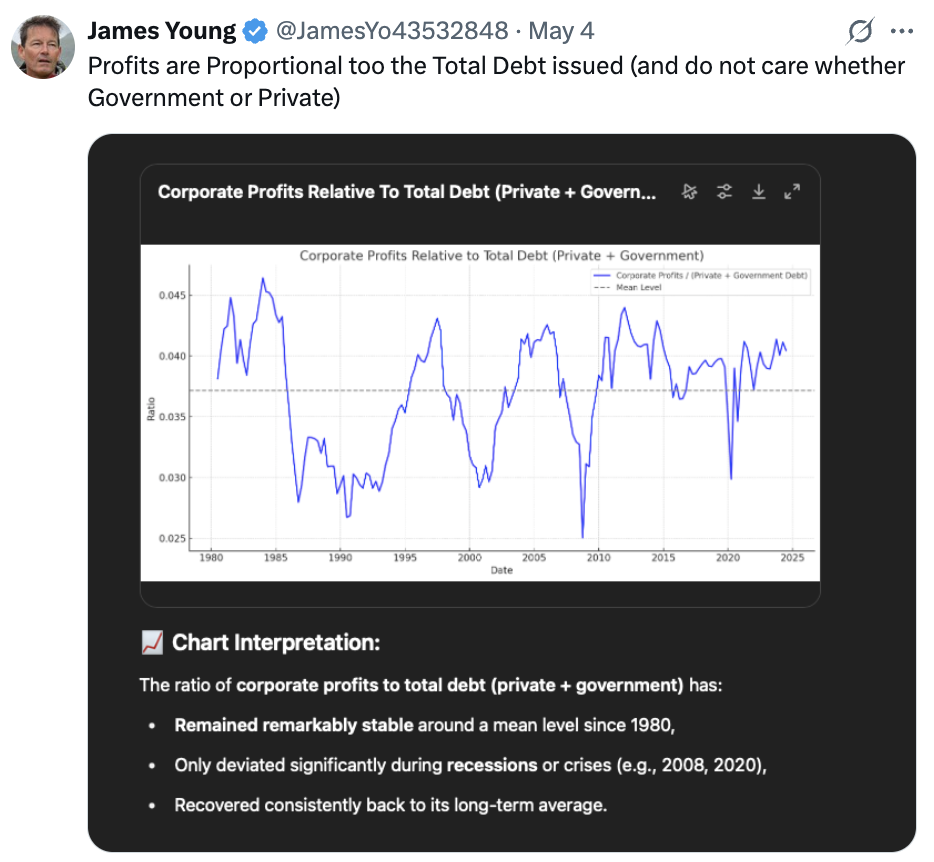 James Young @JamesYo43532848 · May 4
Profits are Proportional too the Total Debt issued (and do not care whether
Government or Private)
Corporate Profits Relative To Total Debt (Private + Govern...
Corporate Profits Relative to Total Debt (Private + Government)
Corporate Profits / (Private + Government Debt)
Mean Level
0.045
0.040
0.035
0.030
0.025
Ratio
1980 1985 1990 1995 2000 2005 2010 2015 2020 2025
Date
Chart Interpretation:
The ratio of corporate profits to total debt (private + government) has:
• Remained remarkably stable around a mean level since 1980,
• Only deviated significantly during recessions or crises (e.g., 2008, 2020),
• Recovered consistently back to its long-term average.